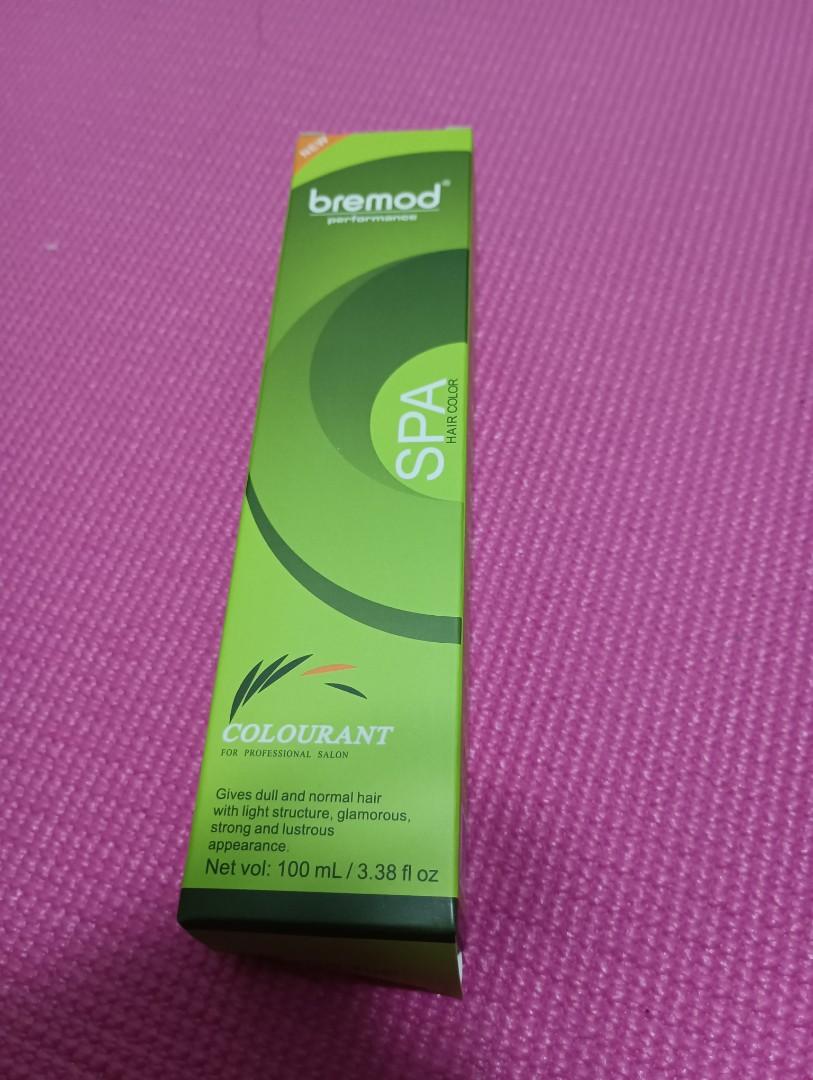 NEW
bremod®
performance
SPA
HAIR COLOR
COLOURANT
FOR PROFESSIONAL SALON
Gives dull and normal hair
with light structure, glamorous,
strong and lustrous
appearance.
Net vol: 100 mL / 3.38 fl oz